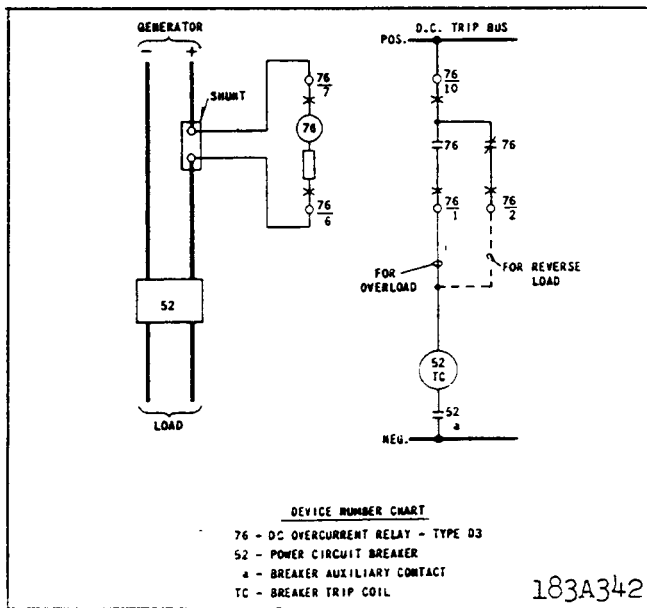 GENERATOR
- +
SHUNT
76
7
76
76
6
52
LOAD
D.C. TRIP BUS
POS.
76
10
76
76
76
1
76
2
FOR OVERLOAD
FOR REVERSE LOAD
52
TC
52
a
NEG.
DEVICE NUMBER CHART
76 - DC OVERCURRENT RELAY - TYPE D3
52 - POWER CIRCUIT BREAKER
a - BREAKER AUXILIARY CONTACT
TC - BREAKER TRIP COIL
183A342